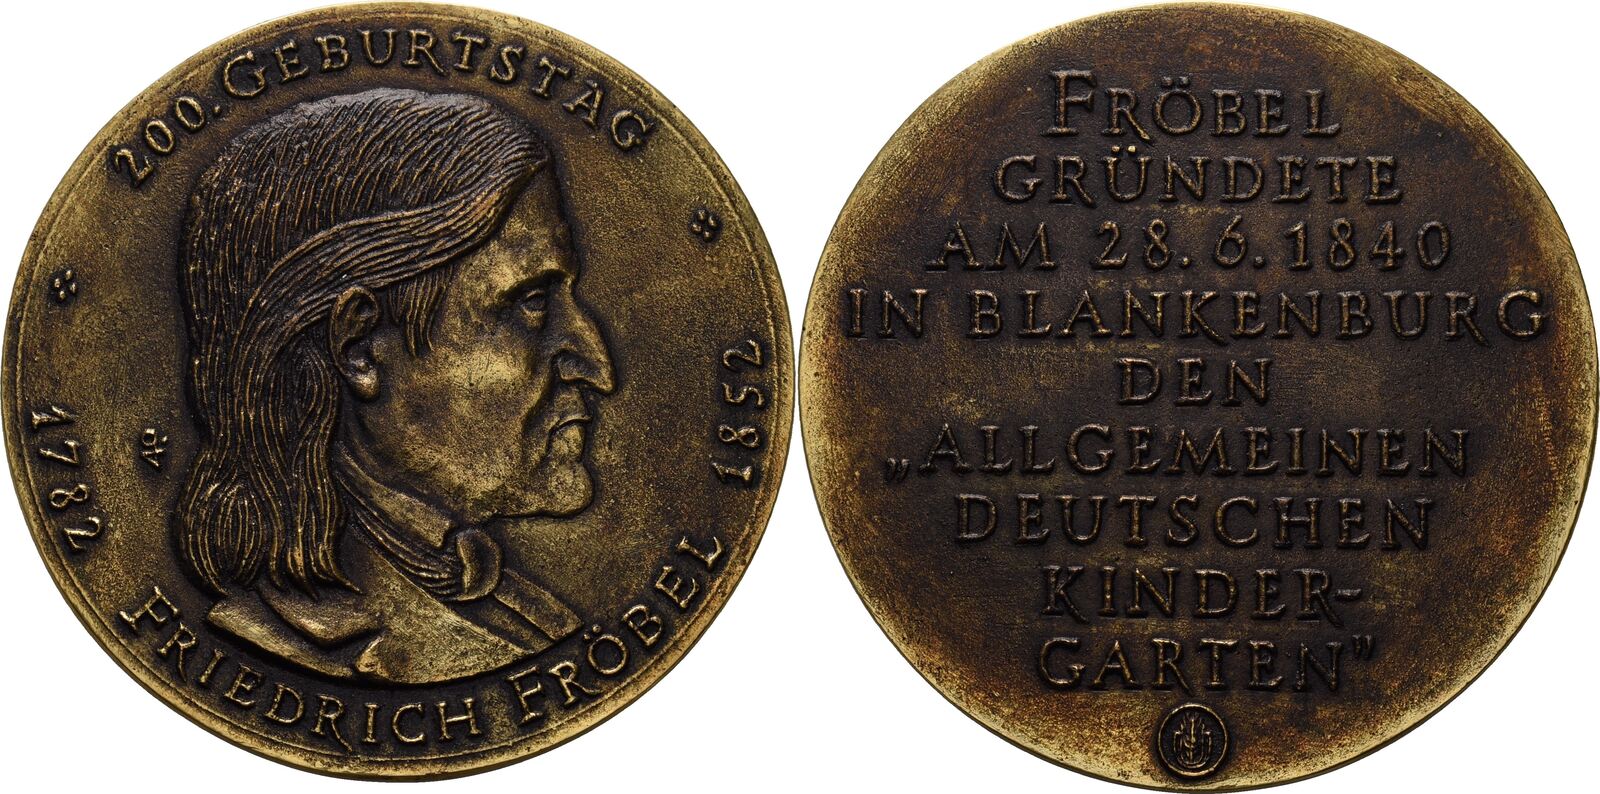 200. GEBURTSTAG
1782
1852
AP
FRIEDRICH FRÖBEL
FRÖBEL
GRÜNDETE
AM 28.6.1840
IN BLANKENBURG
DEN
„ALLGEMEINEN
DEUTSCHEN
KINDER-
GARTEN”